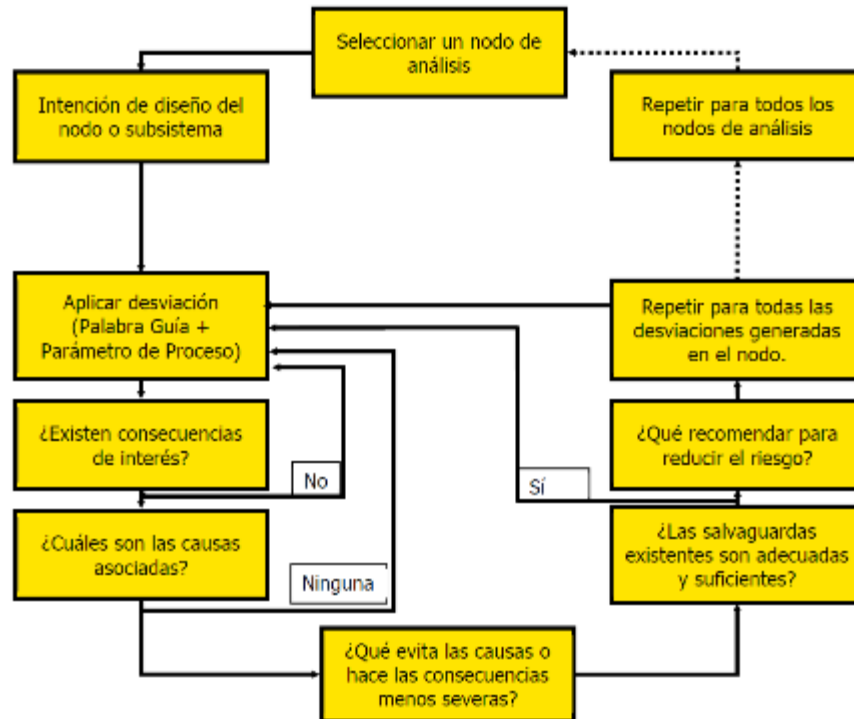 Seleccionar un nodo de
análisis
Intención de diseño del
nodo o subsistema
Repetir para todos los
nodos de análisis
Aplicar desviación
(Palabra Guía +
Parámetro de Proceso)
Repetir para todas las
desviaciones generadas
en el nodo.
¿Existen consecuencias
de interés?
¿Qué recomendar para
reducir el riesgo?
No
Sí
¿Cuáles son las causas
asociadas?
¿Las salvaguardas
existentes son adecuadas
y suficientes?
Ninguna
¿Qué evita las causas o
hace las consecuencias
menos severas?